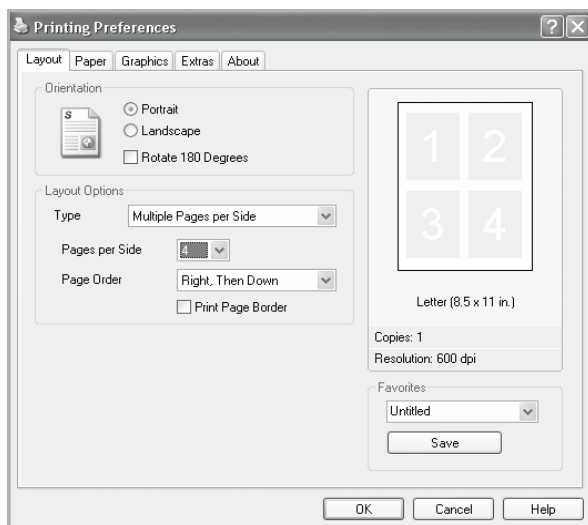 Printing Preferences
Layout Paper Graphics Extras About
Orientation
S
Portrait
Landscape
Rotate 180 Degrees
Layout Options
Type Multiple Pages per Side
Pages per Side 4
Page Order Right, Then Down
Print Page Border
1 2
3 4
Letter (8.5 x 11 in.)
Copies: 1
Resolution: 600 dpi
Favorites
Untitled
Save
OK Cancel Help